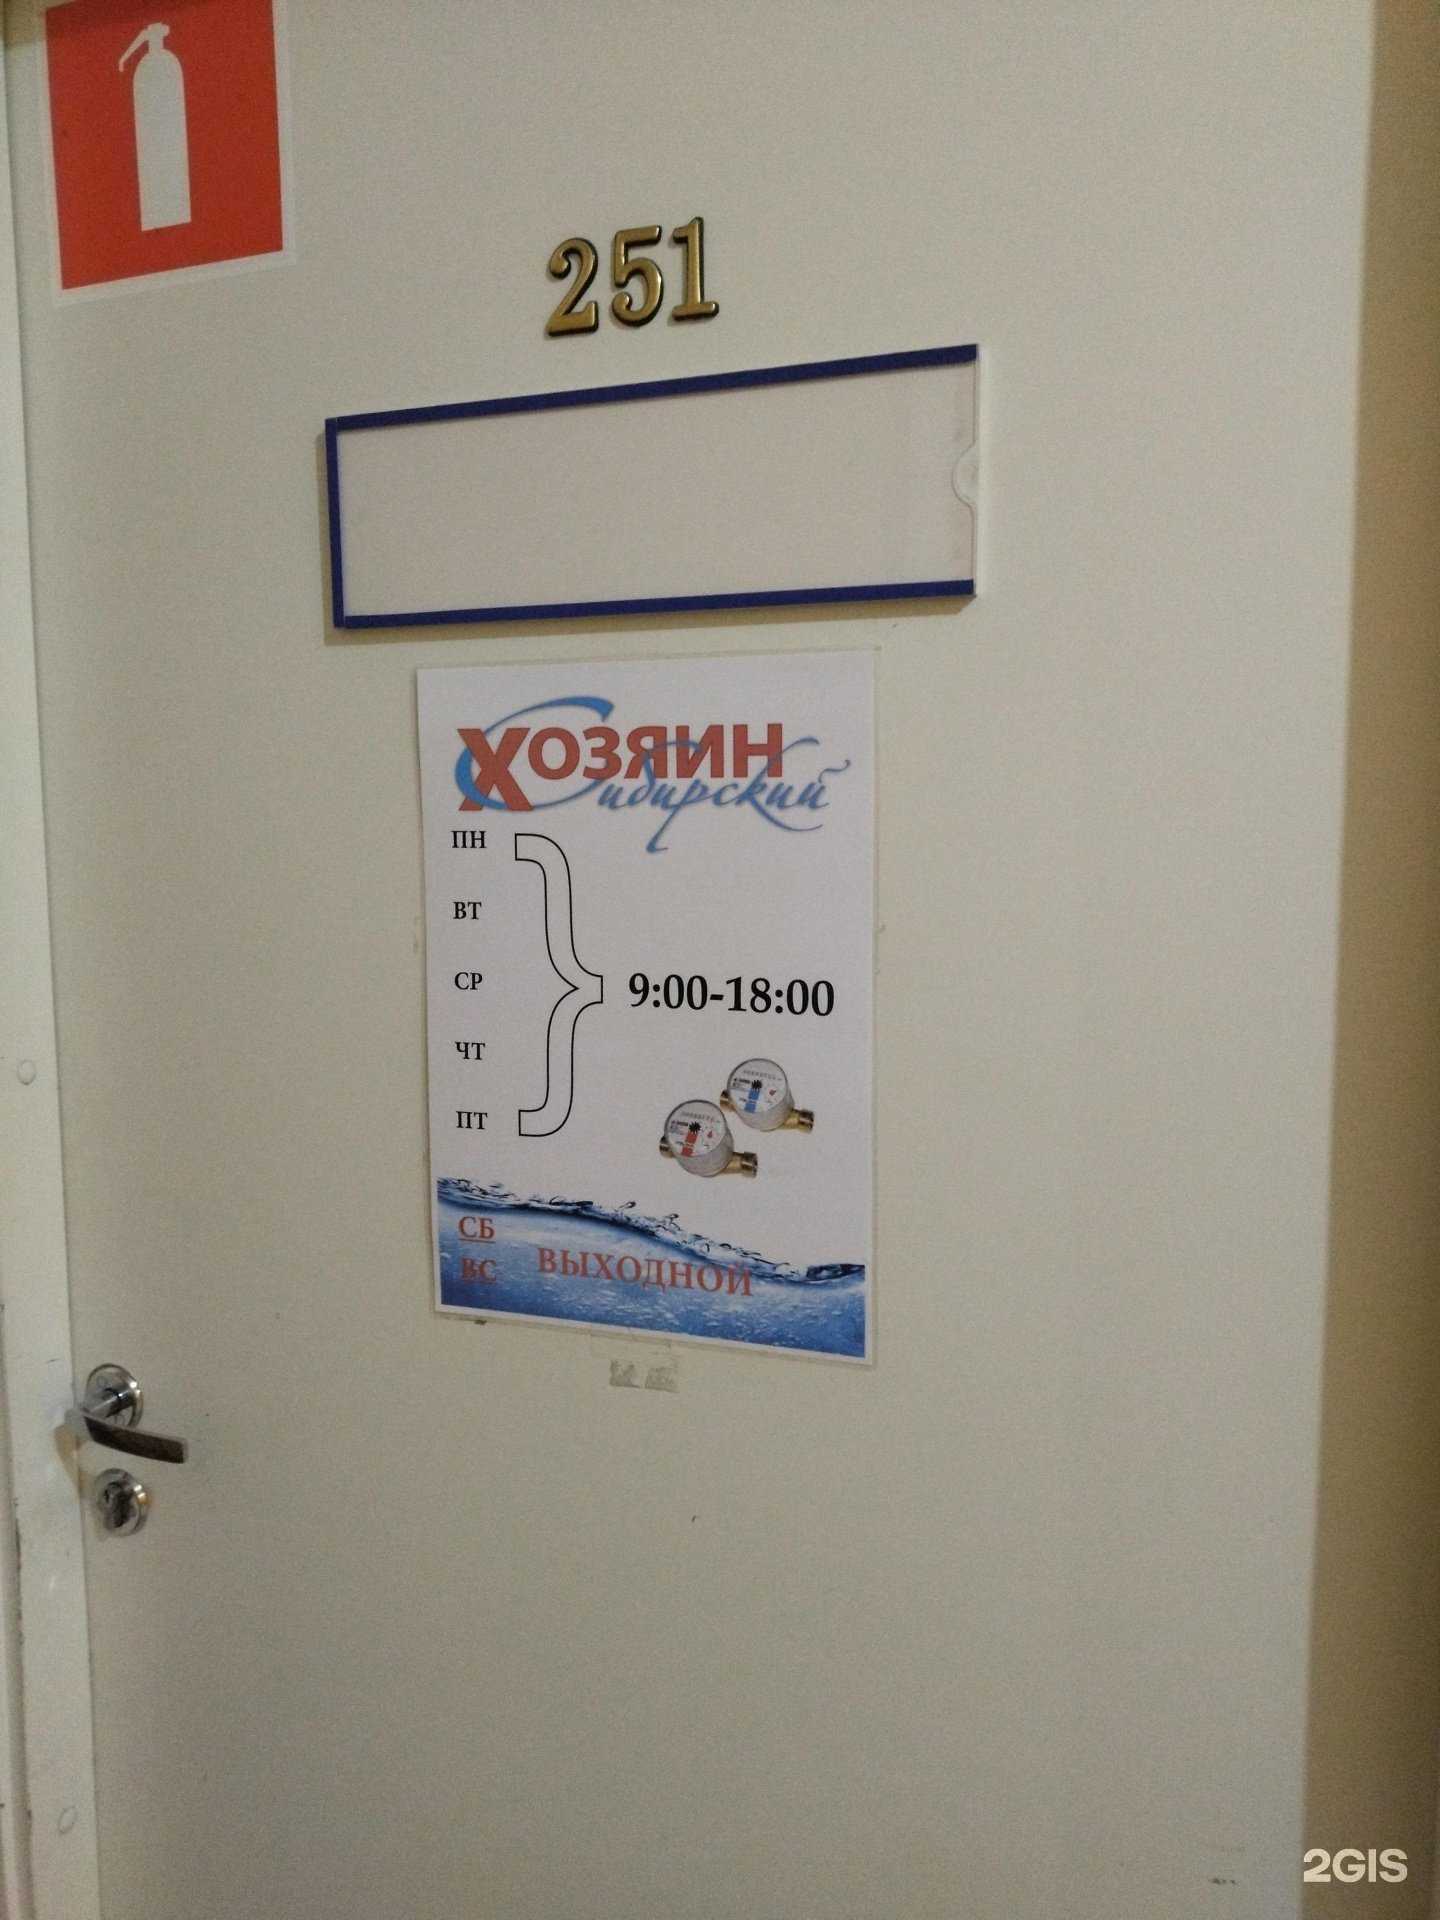 251
ХОЗЯИН
Сибирский
ПН
ВТ
СР
9:00-18:00
ЧТ
ПТ
СБ
ВС
ВЫХОДНОЙ
2GIS